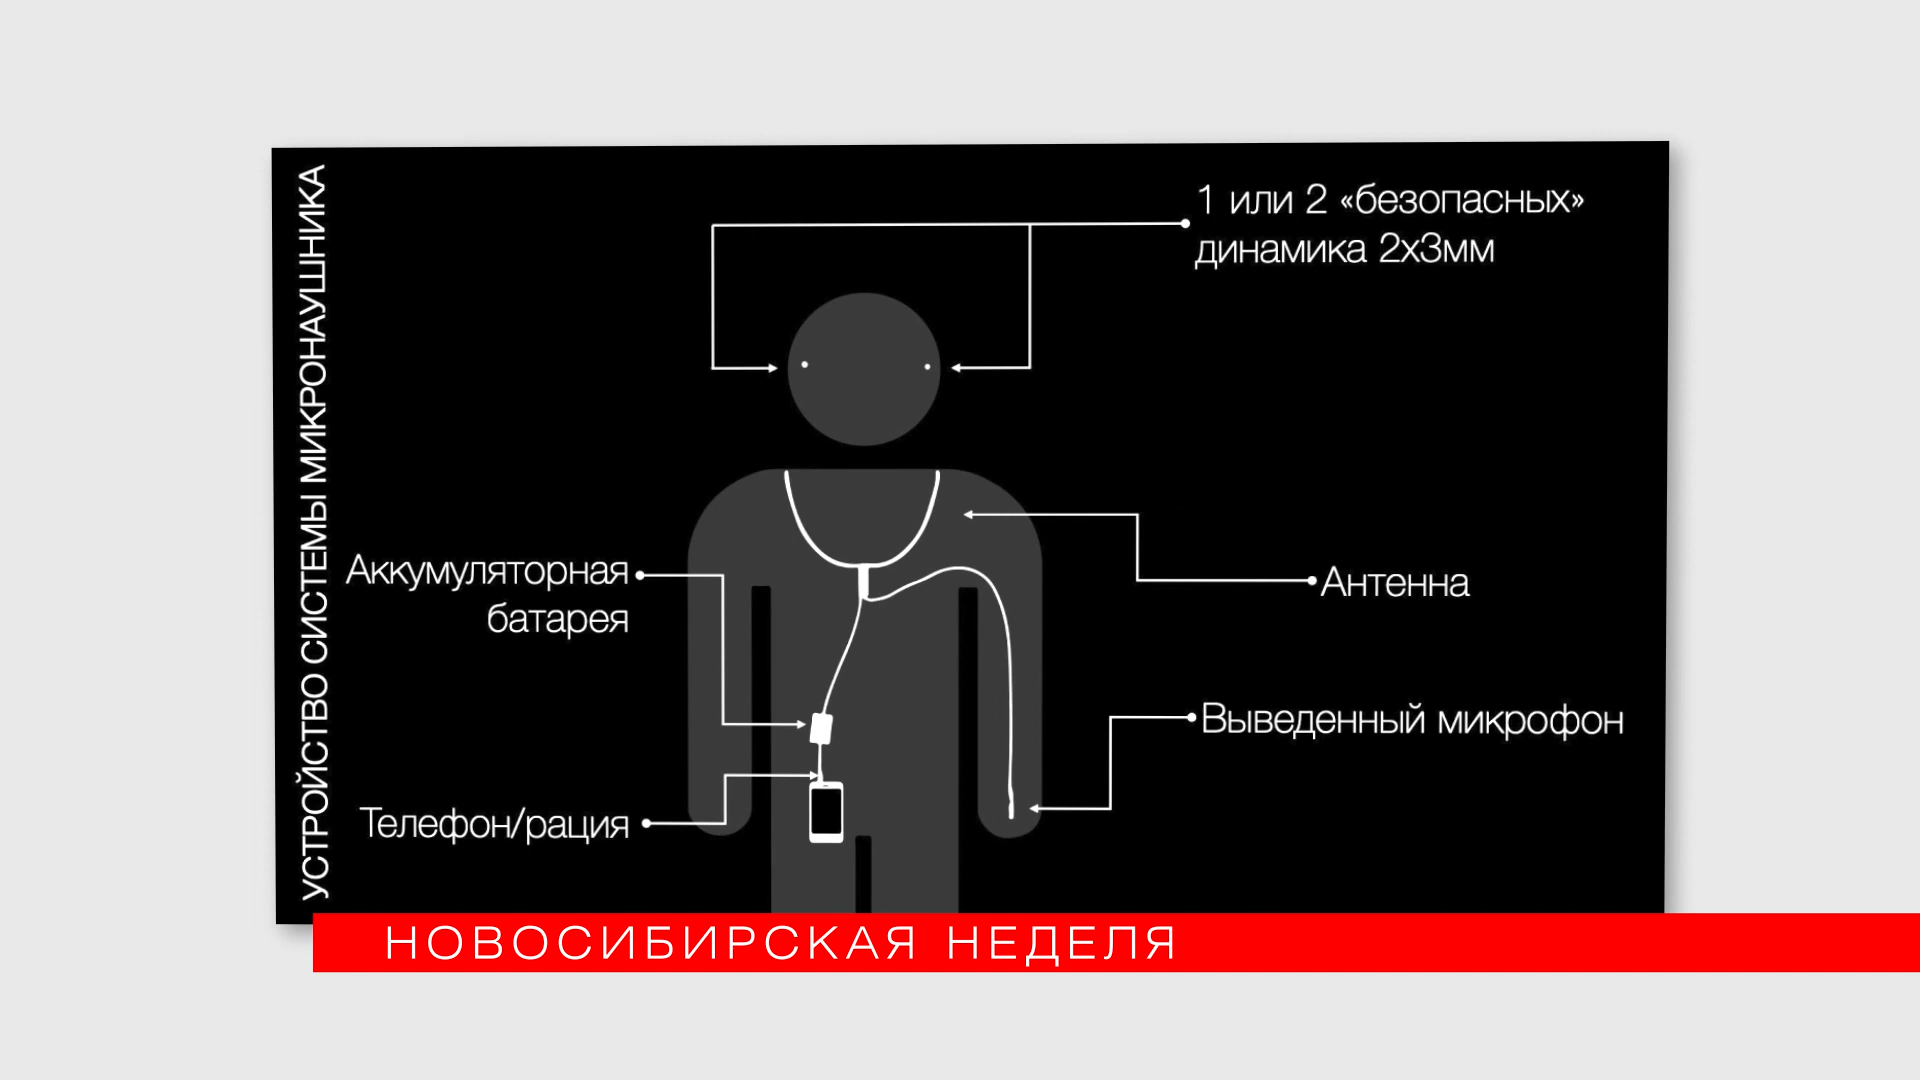 УСТРОЙСТВО СИСТЕМЫ МИКРОНАУШНИКА
1 или 2 «безопасных»
динамика 2х3мм
Аккумуляторная
батарея
Антенна
Выведенный микрофон
Телефон/рация
НОВОСИБИРСКАЯ НЕДЕЛЯ